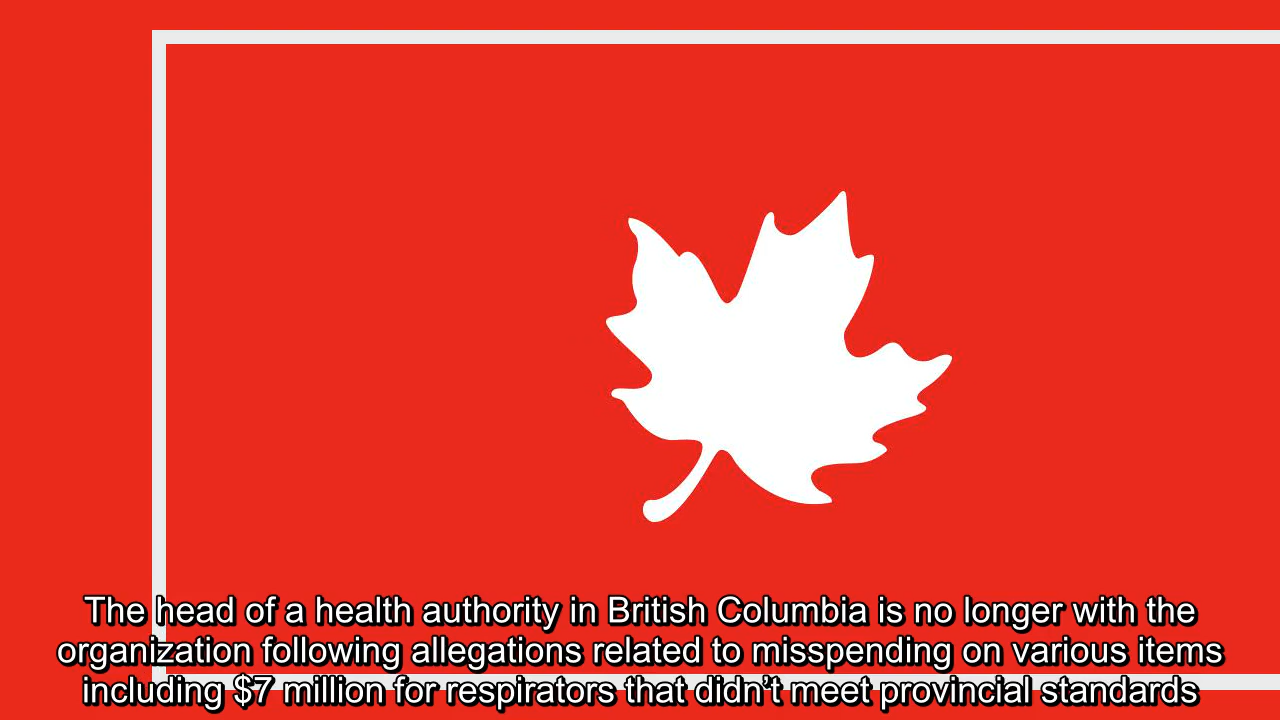 The head of a health authority in British Columbia is no longer with the
organization following allegations related to misspending on various items
including $7 million for respirators that didn’t meet provincial standards